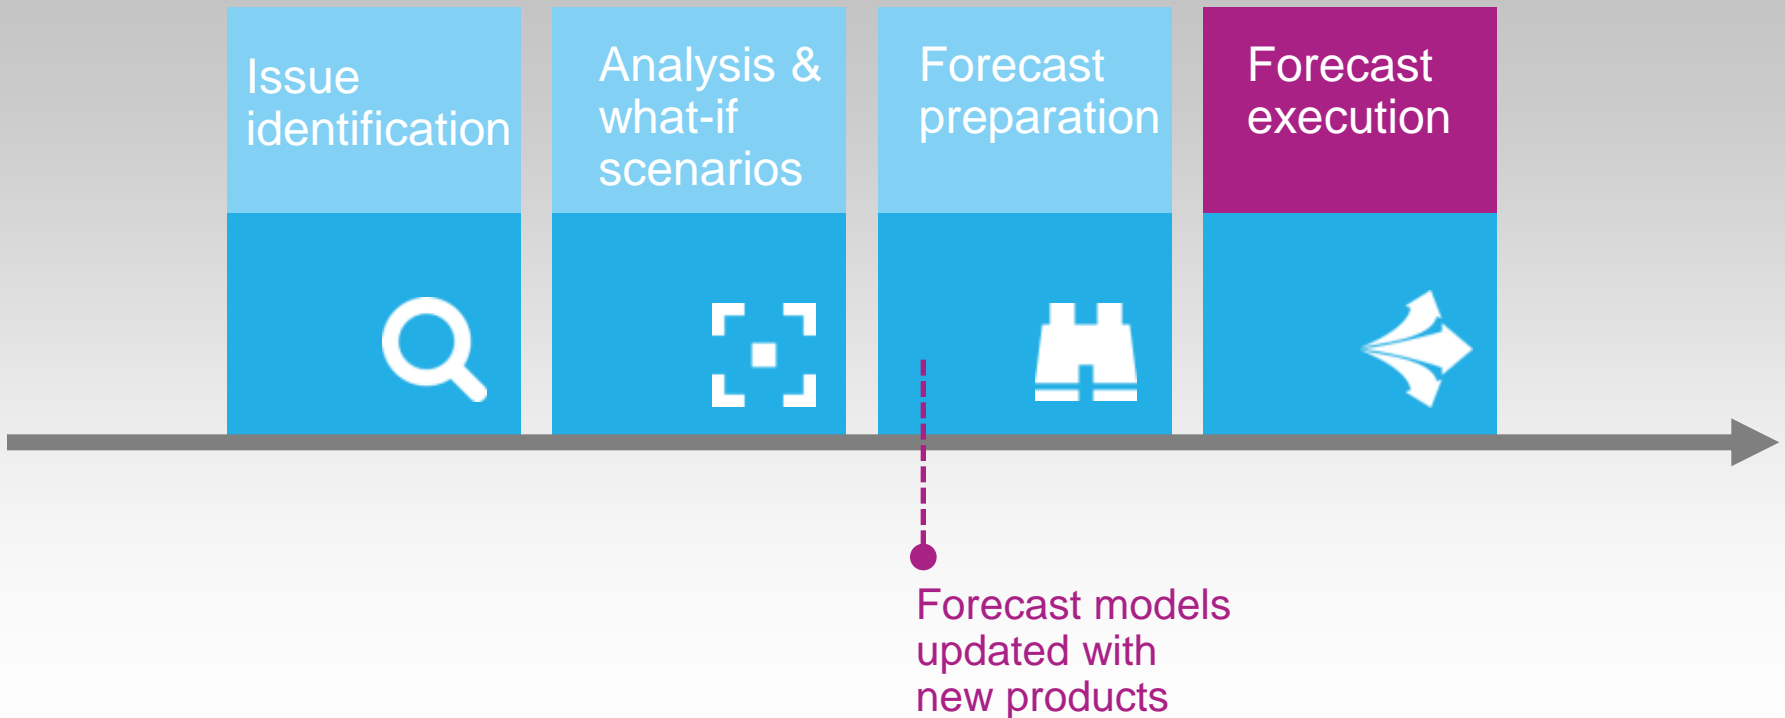 Issue
identification
Analysis &
what-if
scenarios
Forecast
preparation
Forecast
execution
Forecast models
updated with
new products